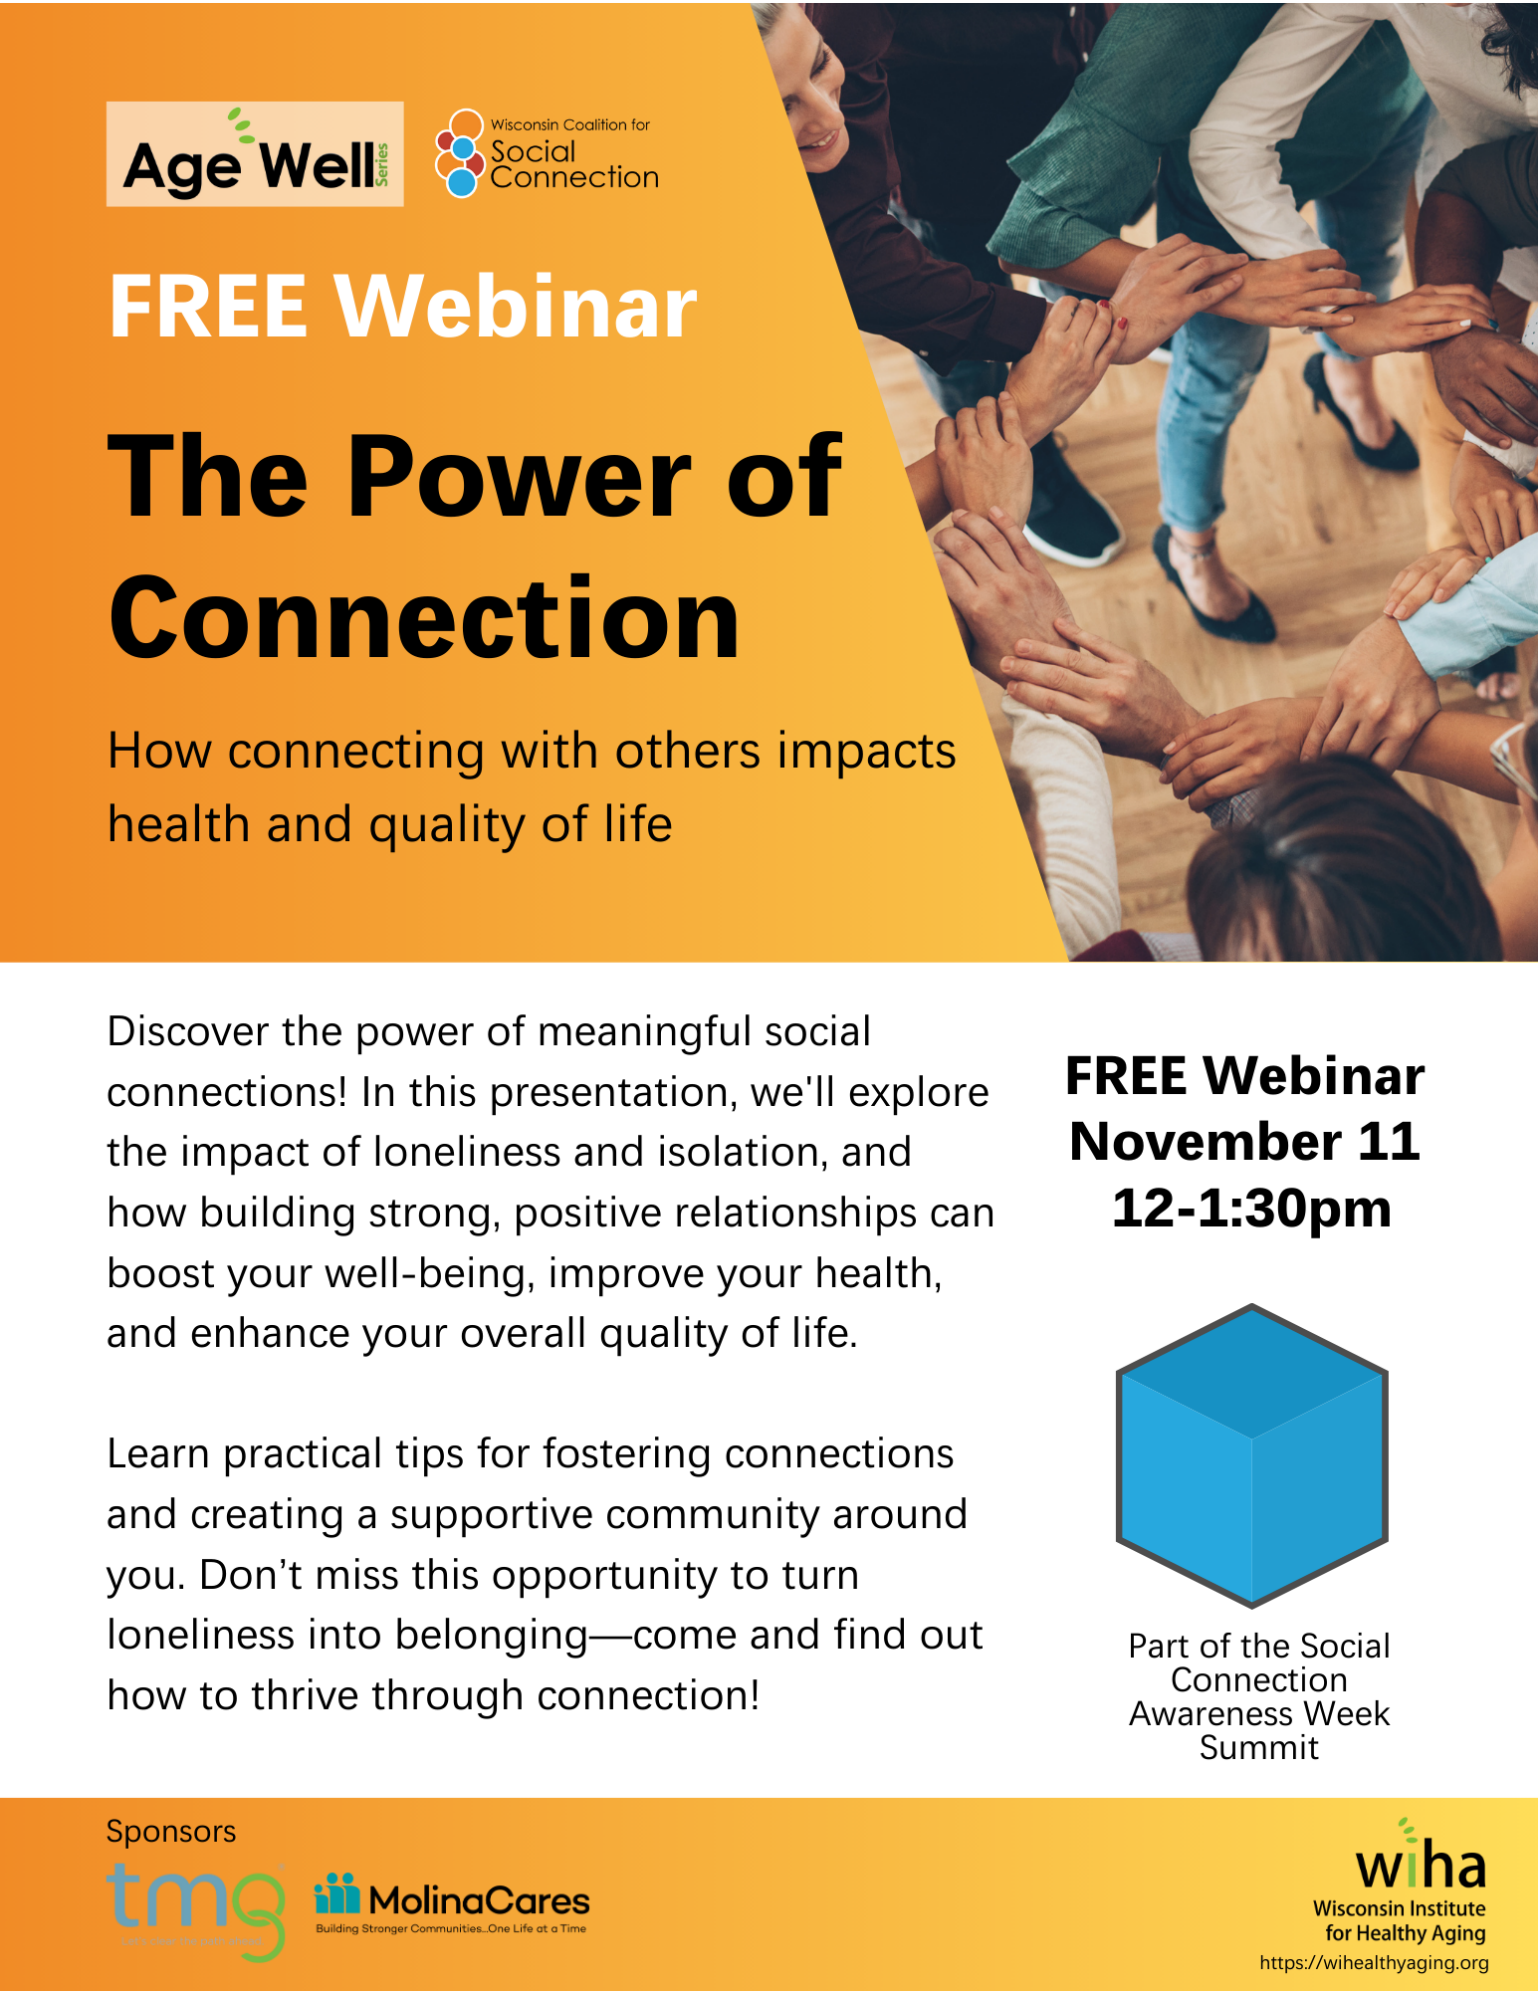 Age Well Series
Wisconsin Coalition for
Social
Connection
FREE Webinar
The Power of
Connection
How connecting with others impacts
health and quality of life
Discover the power of meaningful social
connections! In this presentation, we'll explore
the impact of loneliness and isolation, and
how building strong, positive relationships can
boost your well-being, improve your health,
and enhance your overall quality of life.
Learn practical tips for fostering connections
and creating a supportive community around
you. Don’t miss this opportunity to turn
loneliness into belonging—come and find out
how to thrive through connection!
FREE Webinar
November 11
12-1:30pm
Part of the Social
Connection
Awareness Week
Summit
Sponsors
tmg
MolinaCares
Building Stronger Communities...One Life at a Time
wiha
Wisconsin Institute
for Healthy Aging
https://wihealthyaging.org